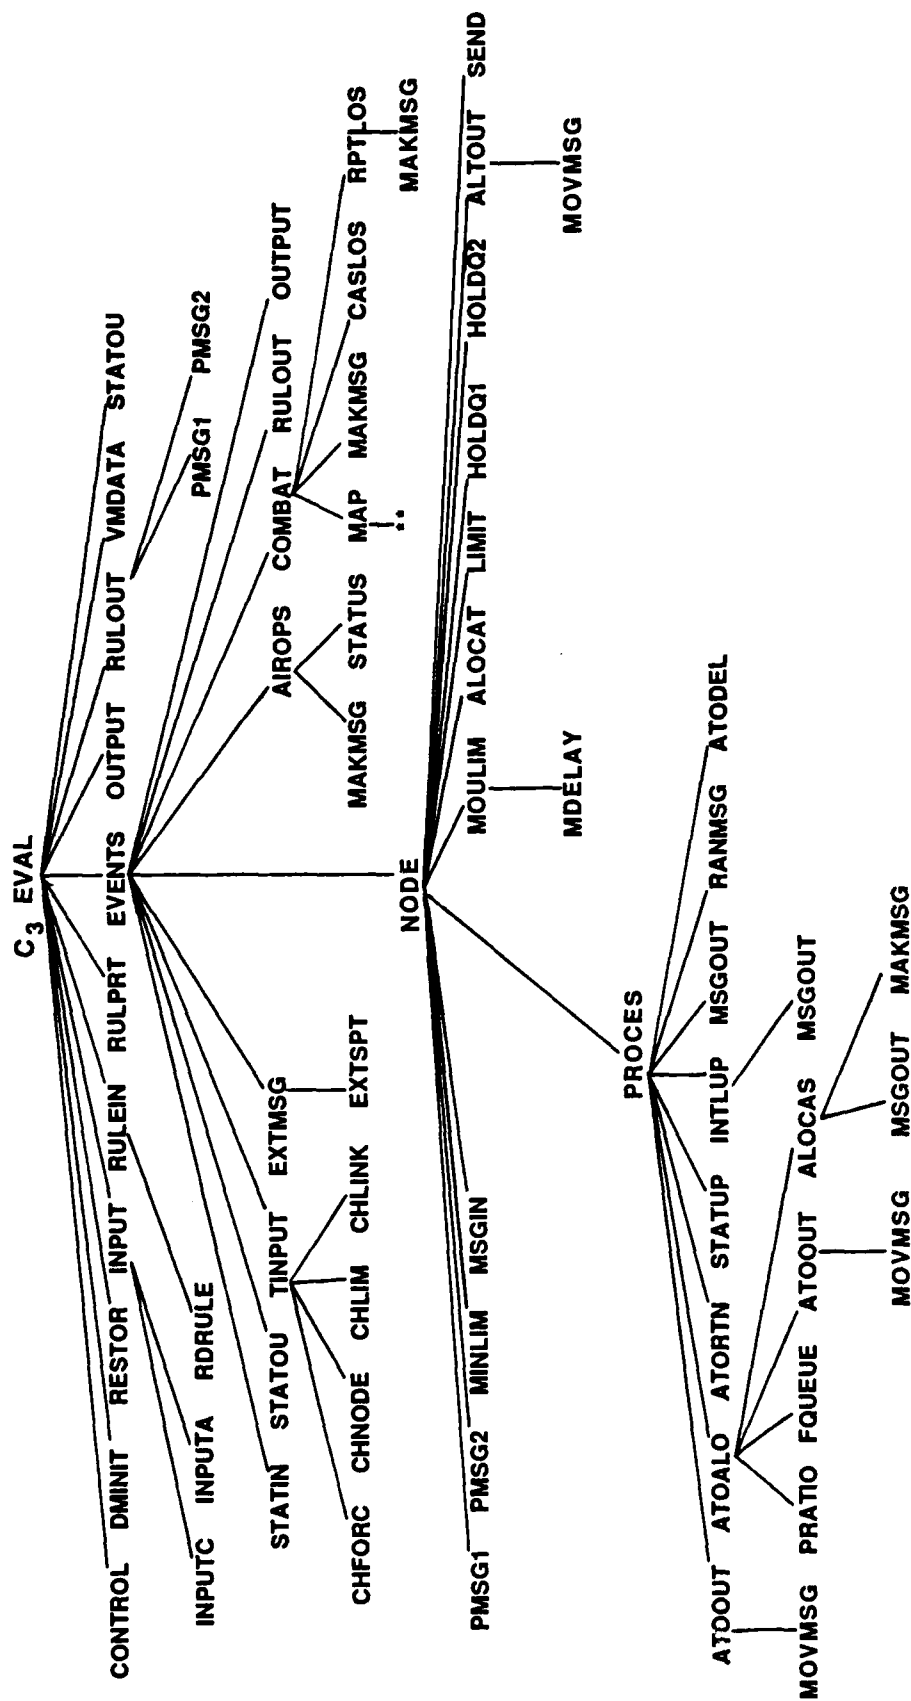 C3 EVAL
CONTROL DMINIT RESTOR INPUT RULEIN RULPRT EVENTS OUTPUT RULOUT VMDATA STATOU
INPUTC INPUTA RDRULE PMSG1 PMSG2
STATIN STATOU TINPUT EXTMSG AIROPS COMBAT RULOUT OUTPUT
CHFORC CHNODE CHLIM CHLINK EXTSPT MAKMSG STATUS MAP MAKMSG CASLOS RPTLOS
** MAKMSG
NODE
PMSG1 PMSG2 MINLIM MSGIN MOULIM ALOCAT LIMIT HOLDQ1 HOLDQ2 ALTOUT SEND
MDELAY MOVMSG
PROCES
ATOOUT ATOALO ATORTN STATUP INTLUP MSGOUT RANMSG ATODEL
MOVMSG PRATIO FQUEUE ATOOUT ALOCAS MSGOUT
MOVMSG MSGOUT MAKMSG